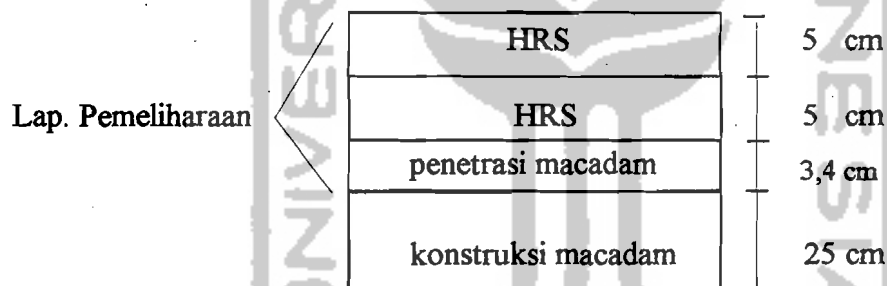 HRS 5 cm
Lap. Pemeliharaan HRS 5 cm
penetrasi macadam 3,4 cm
konstruksi macadam 25 cm